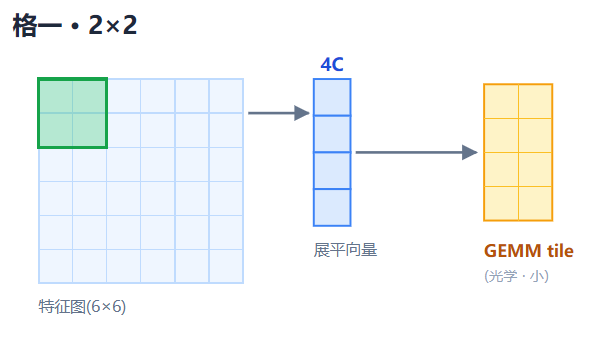 格一 · 2×2
4C
展平向量
GEMM tile
(光学 · 小)
特征图(6×6)